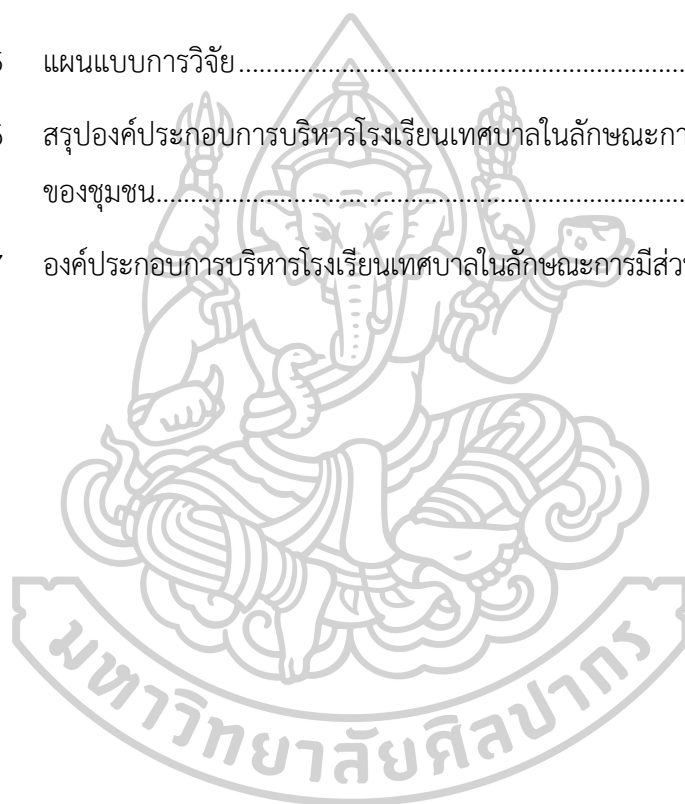 แผนแบบการวิจัย................................................................
สรุปองค์ประกอบการบริหารโรงเรียนเทศบาลในลักษณะกา
ของชุมชน............................................................................
องค์ประกอบการบริหารโรงเรียนเทศบาลในลักษณะการมีส่ว
มหาวิทยาลัยศิลปากร